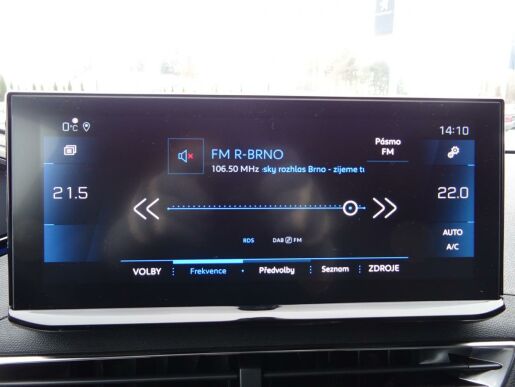 0°C
14:10
FM R-BRNO
Pásmo
FM
106.50 MHz sky rozhlas Brno - zijeme tu
21.5
22.0
AUTO
A/C
RDS
DAB FM
VOLBY
Frekvence
Předvolby
Seznam
ZDROJE